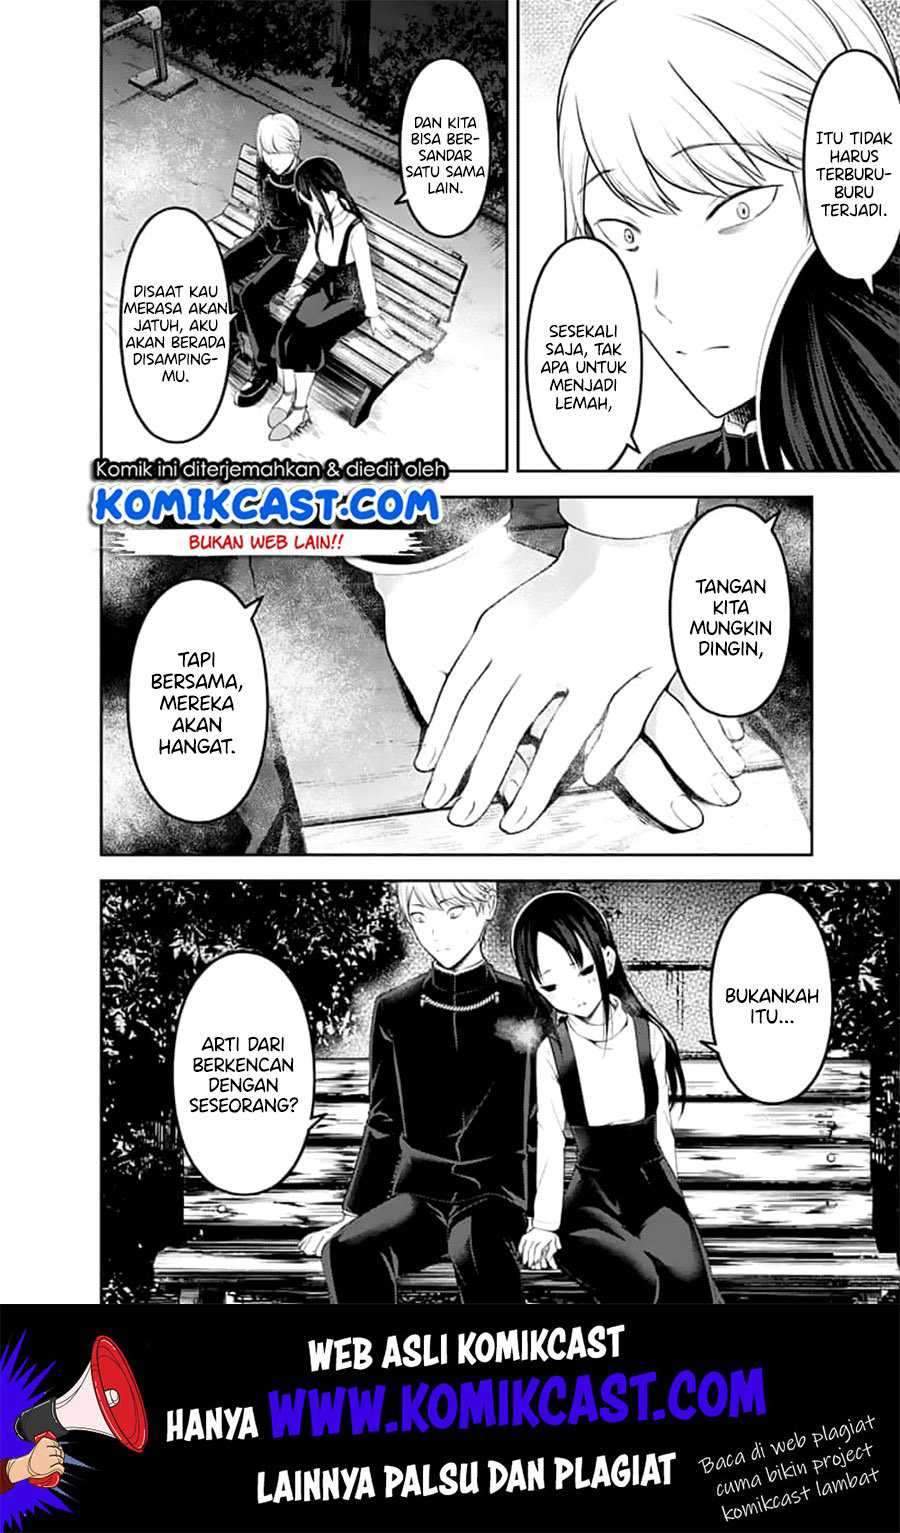 ITU TIDAK
HARUS
TERBURU-
BURU
TERJADI.
SESEKALI
SAJA, TAK
APA UNTUK
MENJADI
LEMAH,
DAN KITA
BISA BER-
SANDAR
SATU SAMA
LAIN.
DISAAT KAU
MERASA AKAN
JATUH, AKU
AKAN BERADA
DISAMPING-
MU.
Komik ini diterjemahkan & diedit oleh
KOMIKCAST.COM
BUKAN WEB LAIN!!
TANGAN
KITA
MUNGKIN
DINGIN,
TAPI
BERSAMA,
MEREKA
AKAN
HANGAT.
BUKANKAH
ITU...
ARTI DARI
BERKENCAN
DENGAN
SESEORANG?
WEB ASLI KOMIKCAST
HANYA WWW.KOMIKCAST.COM
LAINNYA PALSU DAN PLAGIAT
Baca di web plagiat
cuma bikin project
komikcast lambat